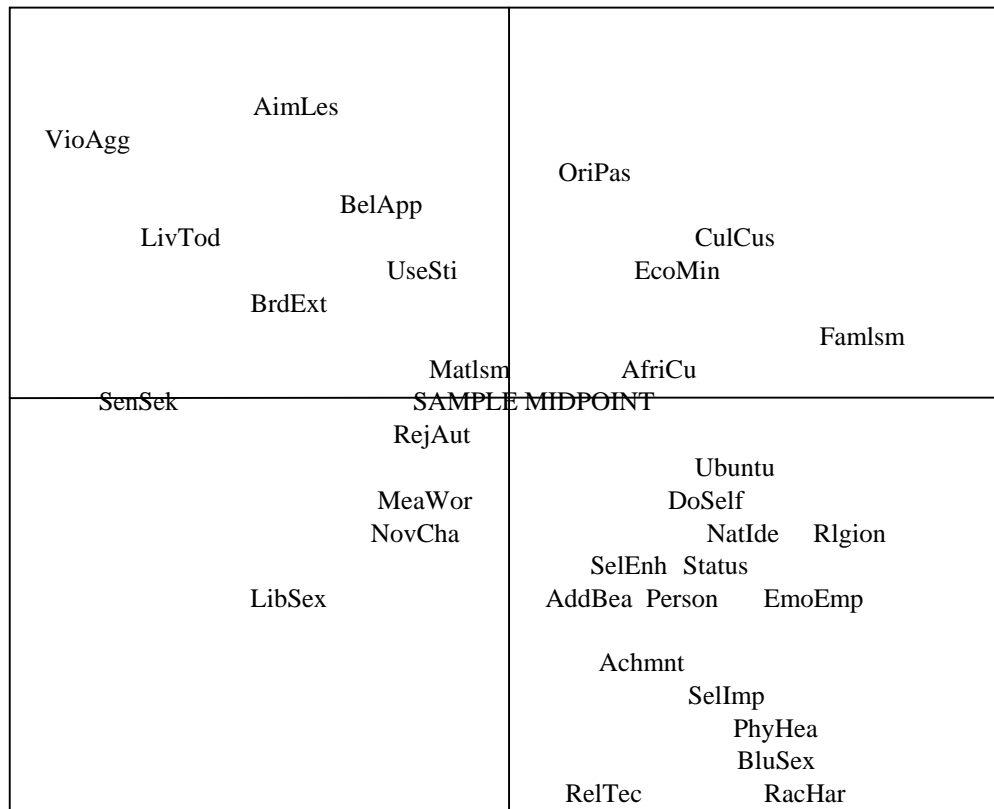 AimLes
VioAgg
OriPas
BelApp
LivTod CulCus
UseSti EcoMin
BrdExt
Famlsm
Matlsm AfriCu
SenSek SAMPLE MIDPOINT
RejAut
Ubuntu
MeaWor DoSelf
NovCha NatIde Rlgion
SelEnh Status
LibSex AddBea Person EmoEmp
Achmnt
SelImp
PhyHea
BluSex
RelTec RacHar